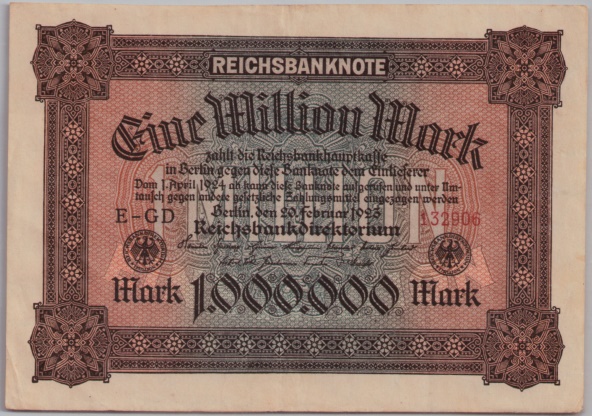 REICHSBANKNOTE
Eine Million Mark
zahlt die Reichsbankhauptkasse
in Berlin gegen diese Banknote dem Einlieferer
Vom 1. April 1924 ab kann diese Banknote aufgerufen und unter Um-
tausch gegen andere gesetzliche Zahlungsmittel eingezogen werden
E-GD Berlin, den 20. Februar 1923 132906
Reichsbankdirektorium
Mark 1.000.000 Mark
REICHSBANKNOTE